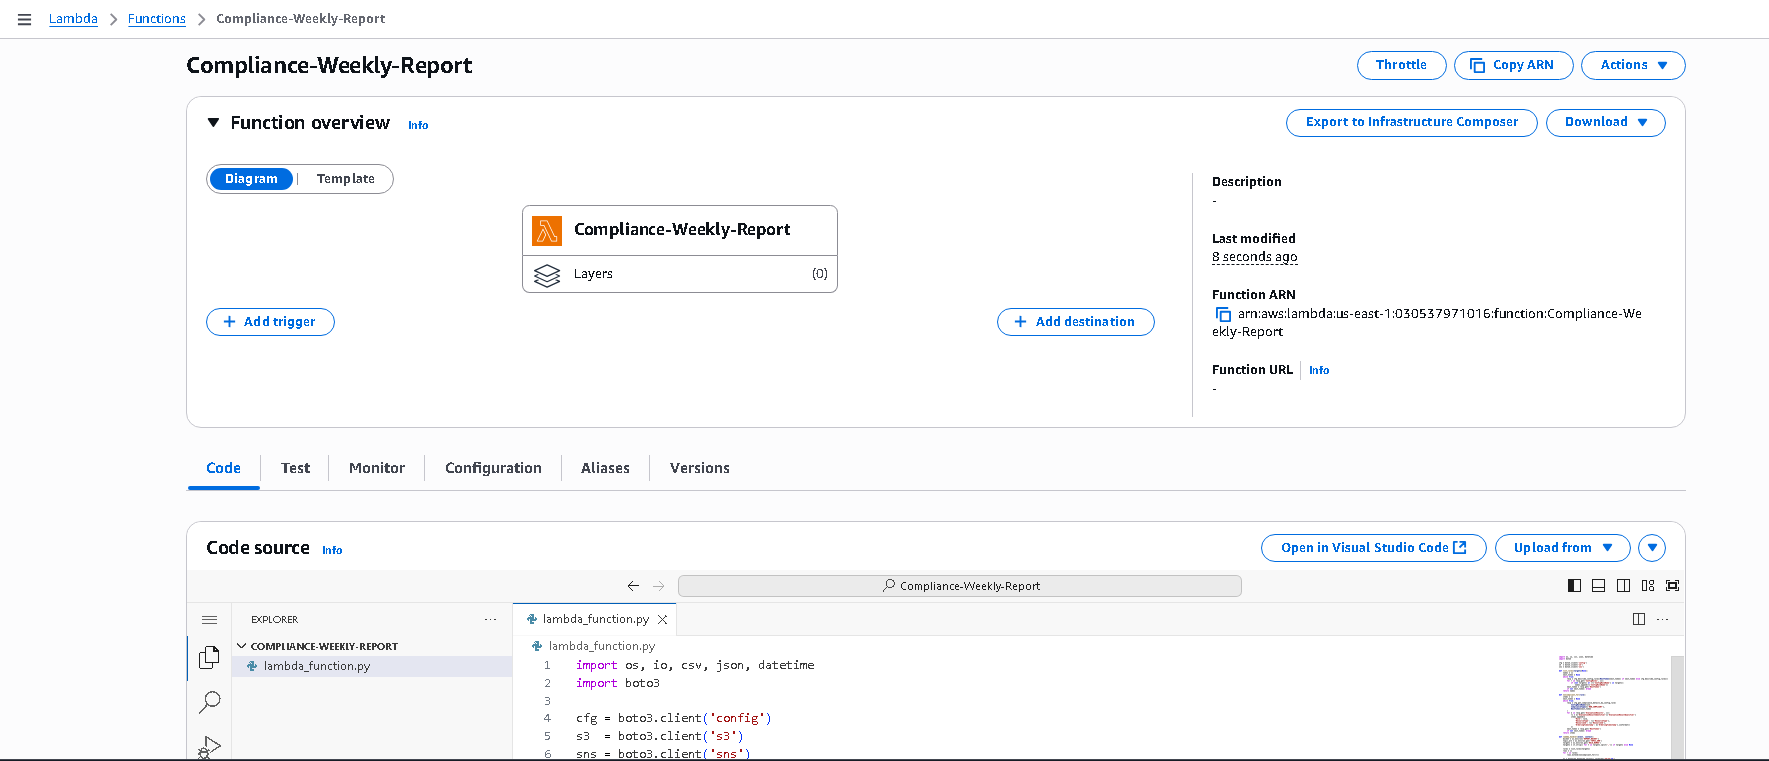 Lambda > Functions > Compliance-Weekly-Report
Compliance-Weekly-Report
Throttle
Copy ARN
Actions
Function overview Info
Export to Infrastructure Composer
Download
Diagram | Template
Compliance-Weekly-Report
Layers (0)
+ Add trigger
+ Add destination
Description
-
Last modified
8 seconds ago
Function ARN
arn:aws:lambda:us-east-1:030537971016:function:Compliance-We
ekly-Report
Function URL | Info
-
Code
Test
Monitor
Configuration
Aliases
Versions
Code source Info
Open in Visual Studio Code
Upload from
Compliance-Weekly-Report
EXPLORER ...
COMPLIANCE-WEEKLY-REPORT
lambda_function.py
lambda_function.py
lambda_function.py
1 import os, io, csv, json, datetime
2 import boto3
3
4 cfg = boto3.client('config')
5 s3  = boto3.client('s3')
6 sns = boto3.client('sns')